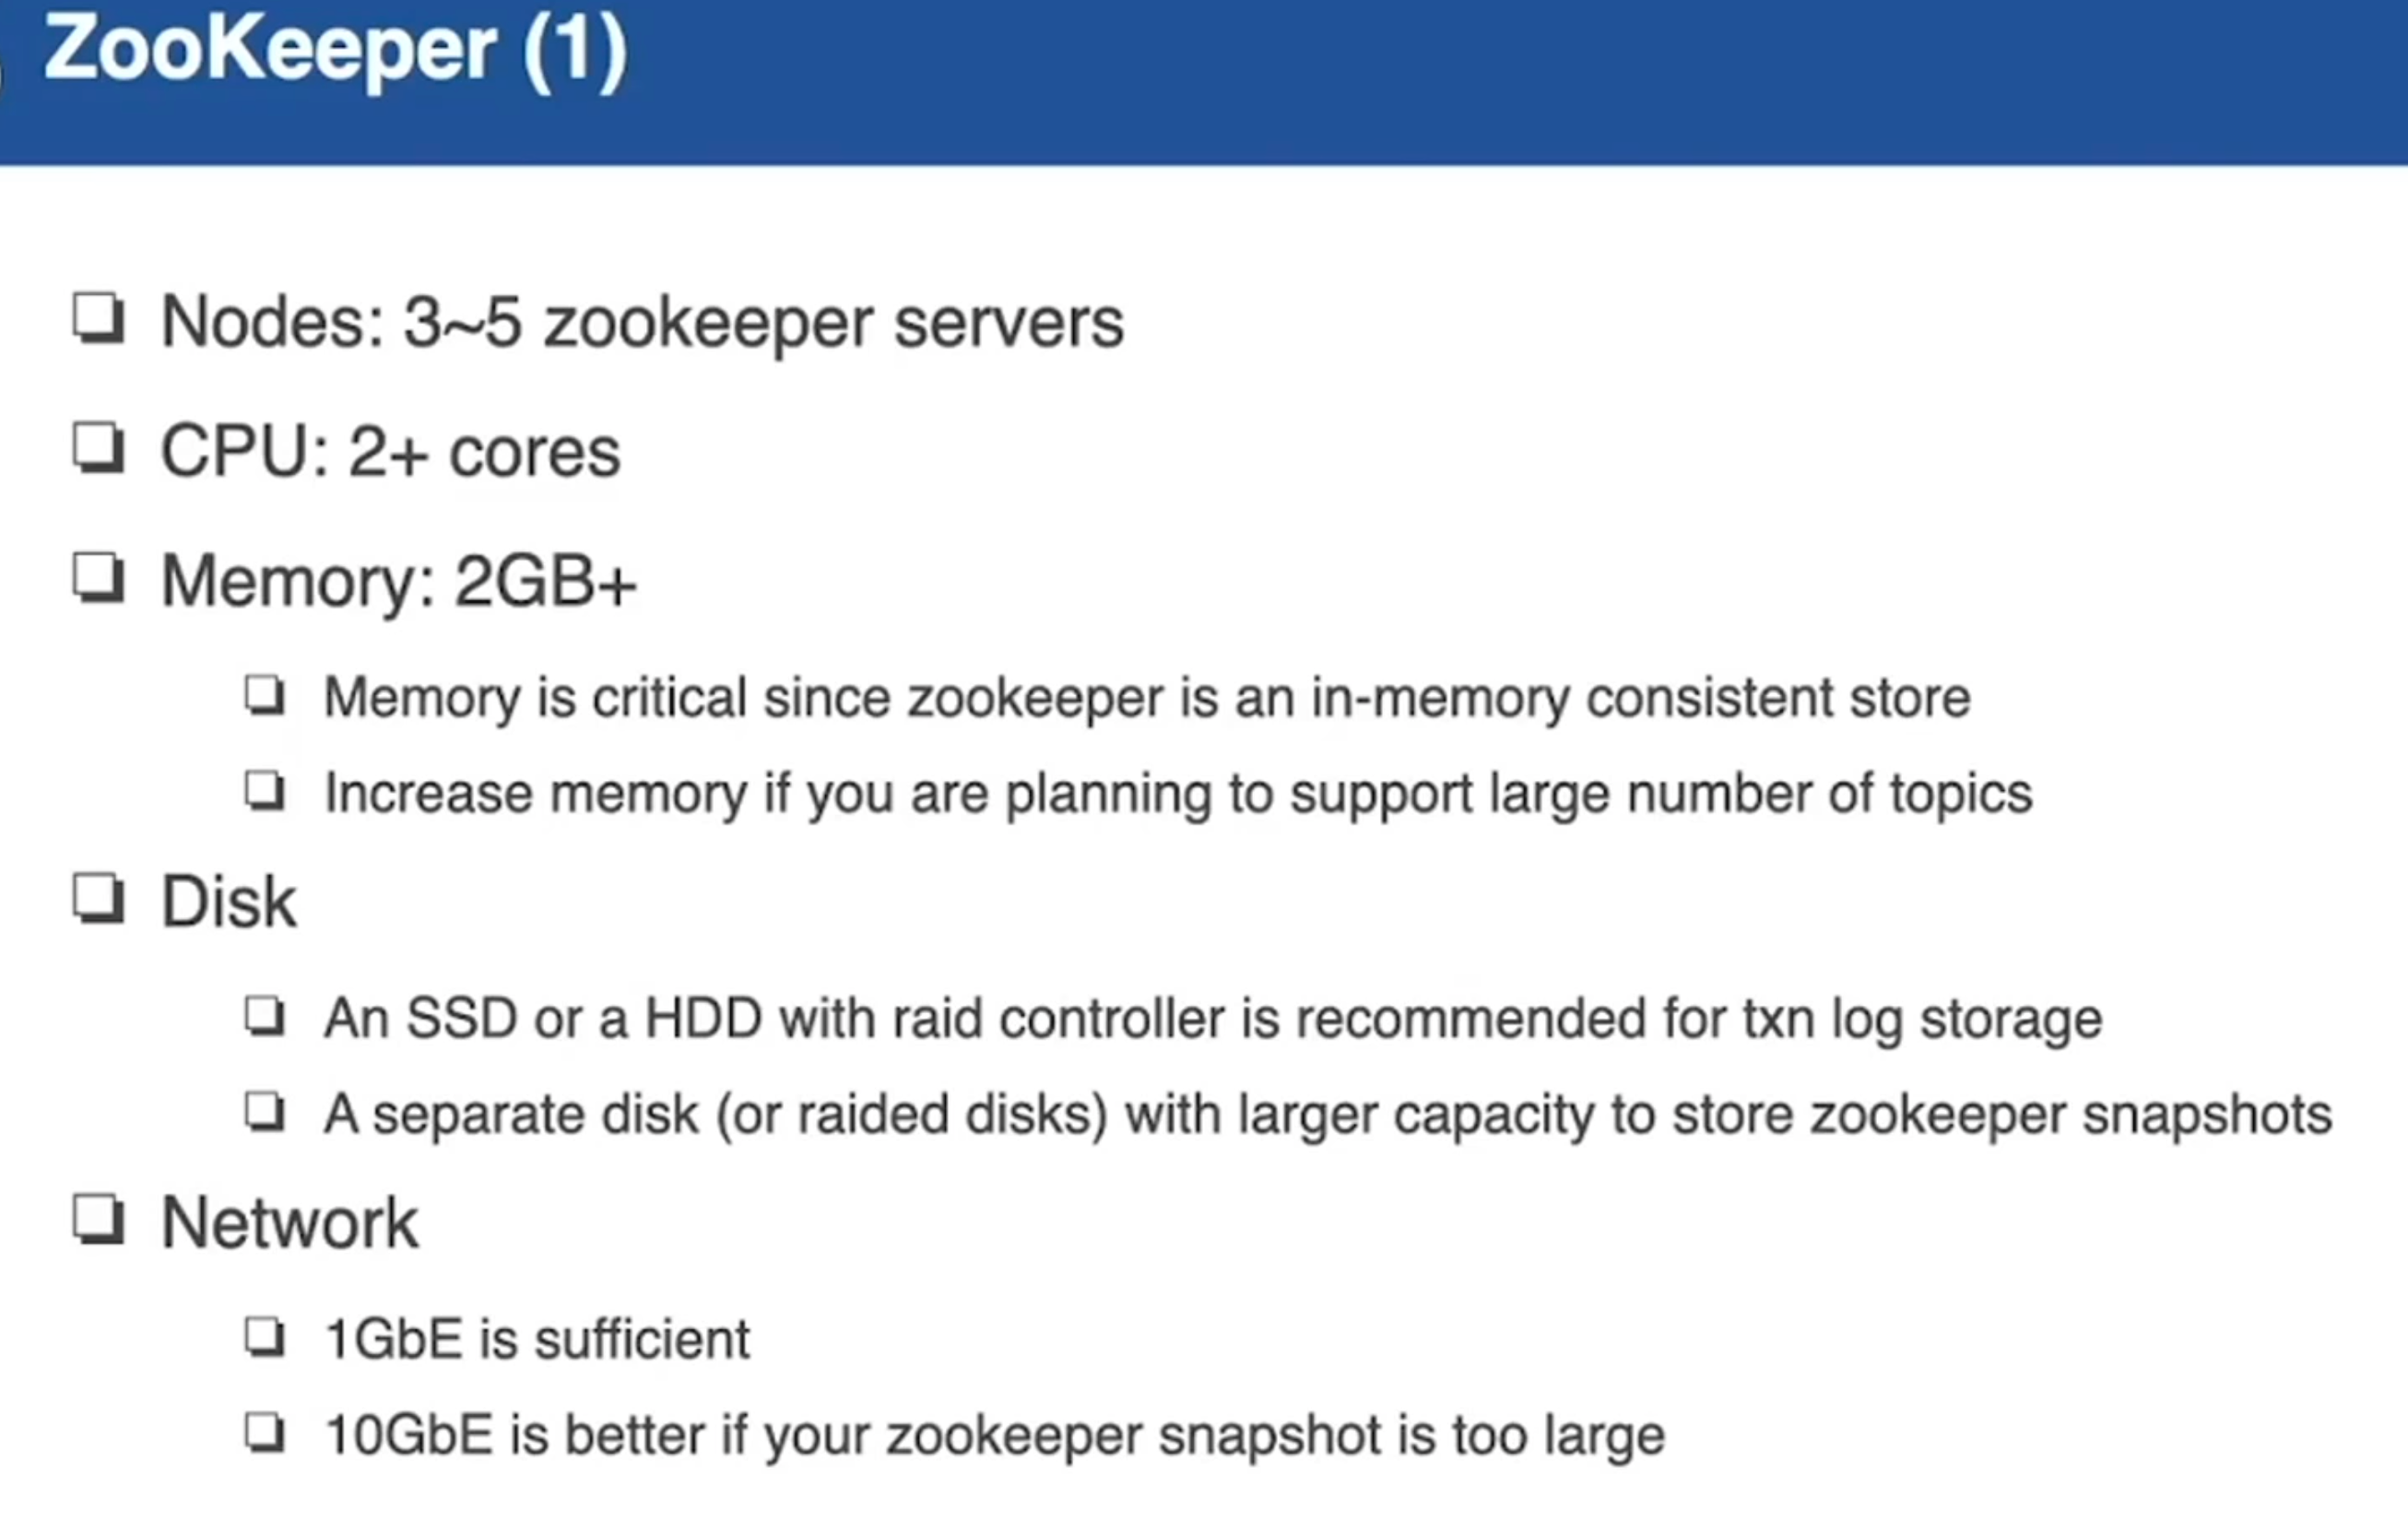 ZooKeeper (1)
Nodes: 3~5 zookeeper servers
CPU: 2+ cores
Memory: 2GB+
Memory is critical since zookeeper is an in-memory consistent store
Increase memory if you are planning to support large number of topics
Disk
An SSD or a HDD with raid controller is recommended for txn log storage
A separate disk (or raided disks) with larger capacity to store zookeeper snapshots
Network
1GbE is sufficient
10GbE is better if your zookeeper snapshot is too large